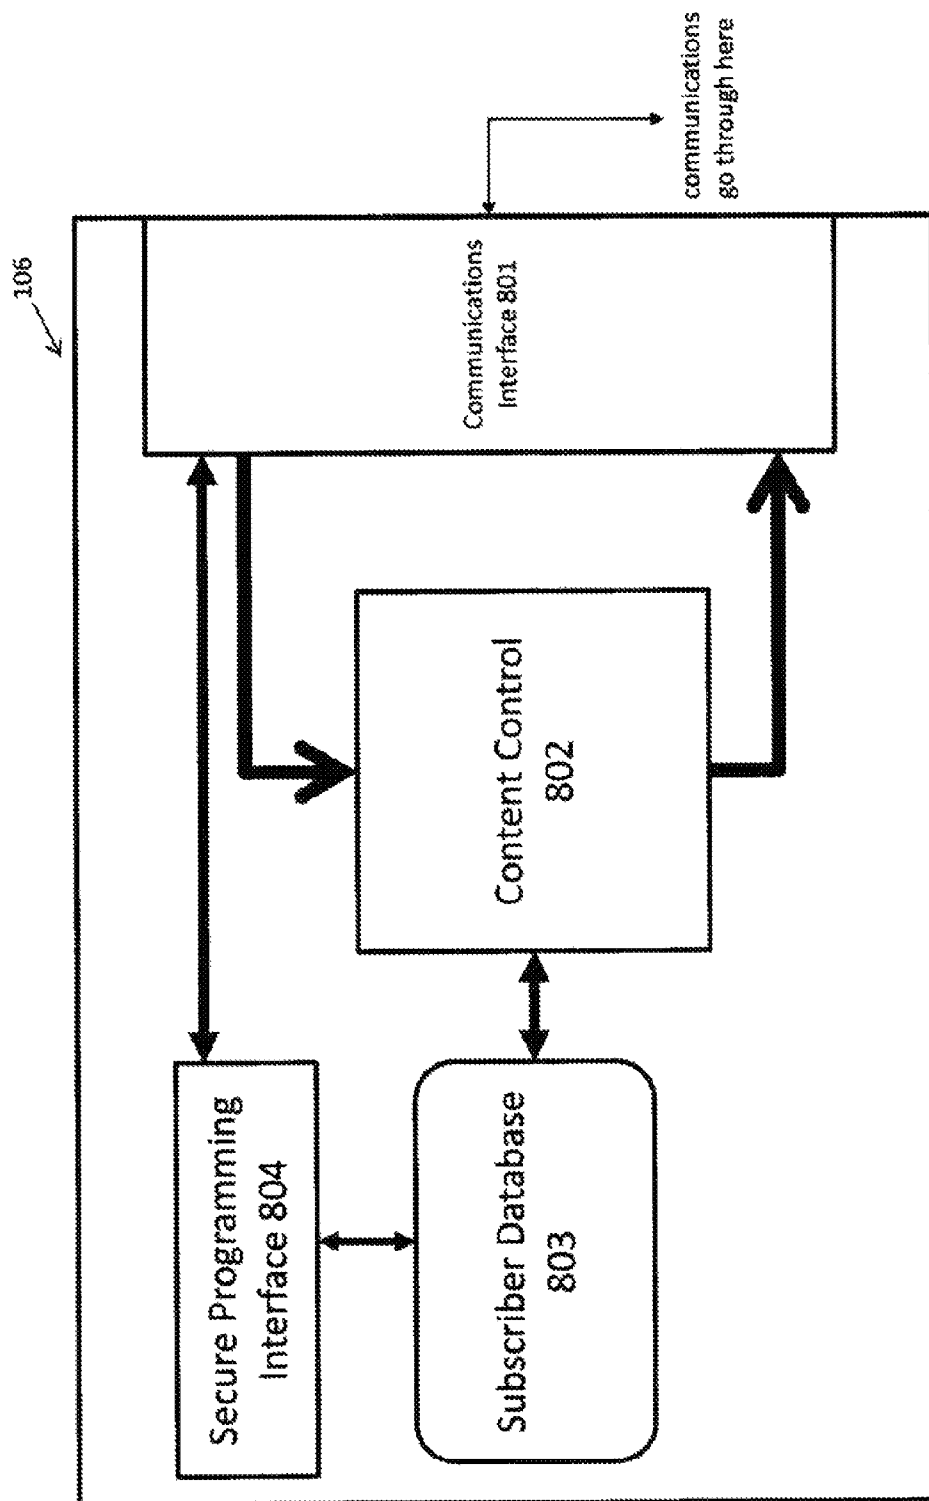 106
communications
go through here
Communications
Interface 801
Content Control
802
Secure Programming
Interface 804
Subscriber Database
803